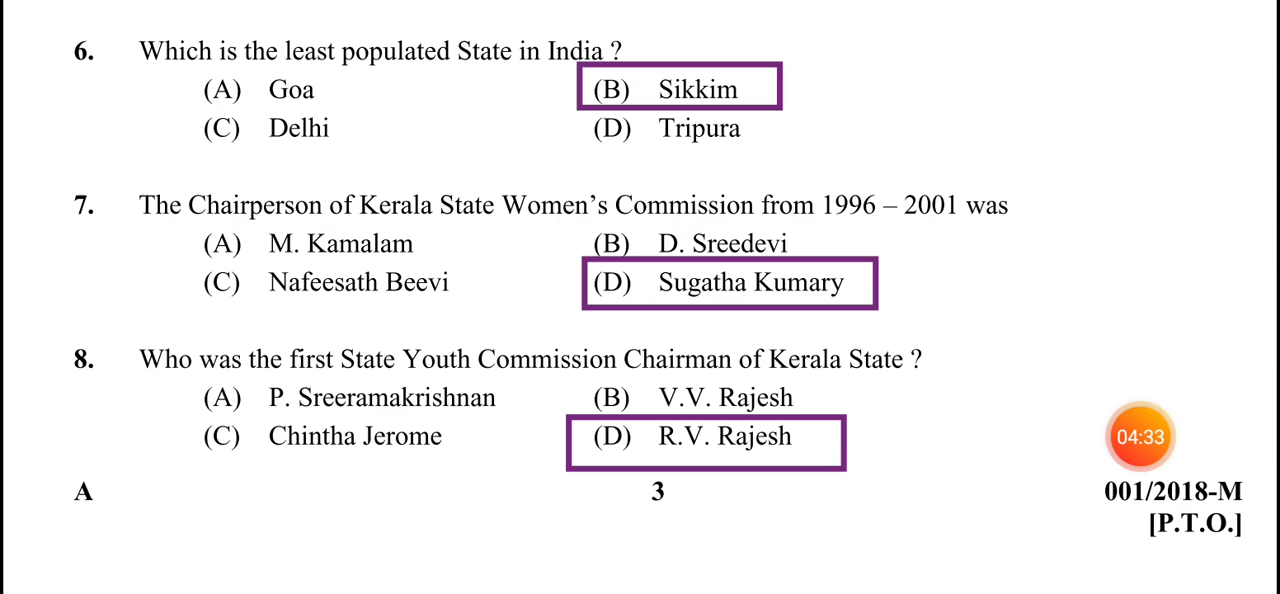 6. Which is the least populated State in India ?
(A) Goa (B) Sikkim
(C) Delhi (D) Tripura
7. The Chairperson of Kerala State Women’s Commission from 1996 – 2001 was
(A) M. Kamalam (B) D. Sreedevi
(C) Nafeesath Beevi (D) Sugatha Kumary
8. Who was the first State Youth Commission Chairman of Kerala State ?
(A) P. Sreeramakrishnan (B) V.V. Rajesh
(C) Chintha Jerome (D) R.V. Rajesh
04:33
A 3 001/2018-M
[P.T.O.]